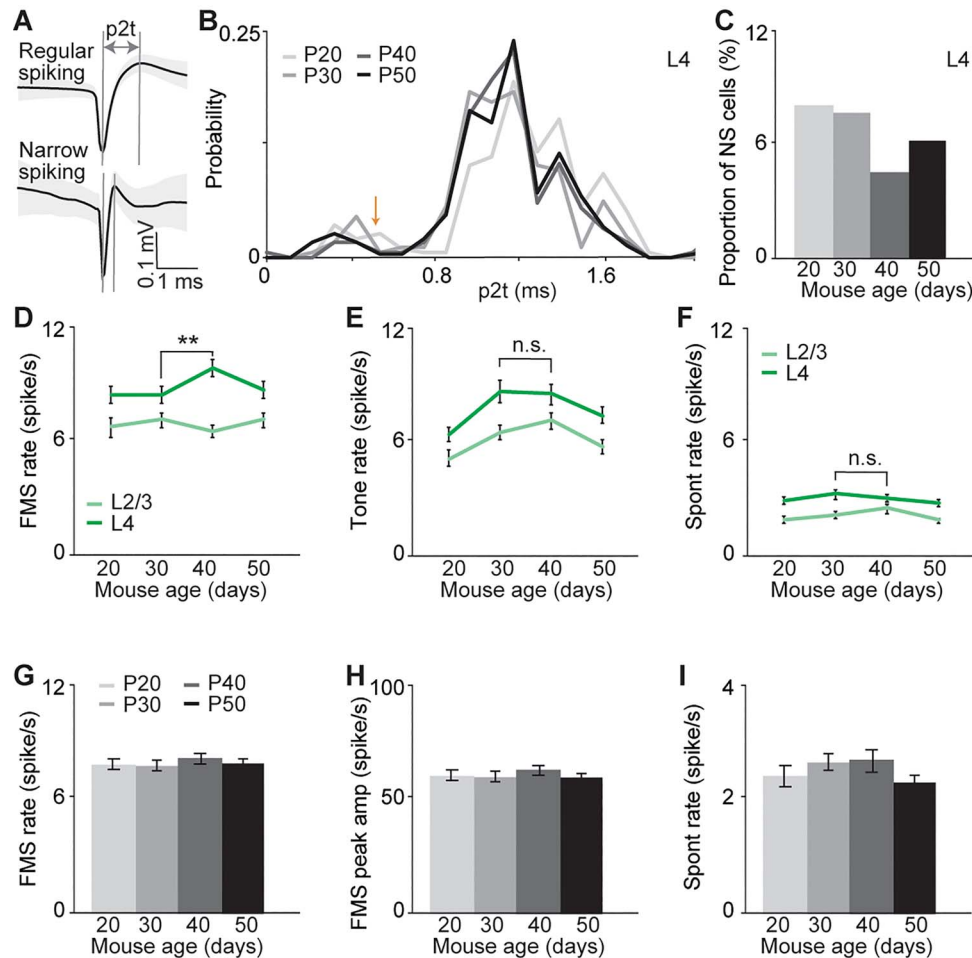 A
p2t
Regular
spiking
Narrow
spiking
0.1 mV
0.1 ms
B
Probability
0.25
0
P20
P40
P30
P50
L4
0
0.8
1.6
p2t (ms)
C
Proportion of NS cells (%)
12
6
0
L4
20 30 40 50
Mouse age (days)
D
FMS rate (spike/s)
12
6
0
**
L2/3
L4
20 30 40 50
Mouse age (days)
E
Tone rate (spike/s)
12
6
0
n.s.
20 30 40 50
Mouse age (days)
F
Spont rate (spike/s)
12
6
0
L2/3
L4
n.s.
20 30 40 50
Mouse age (days)
G
FMS rate (spike/s)
12
6
0
P20 P40
P30 P50
20 30 40 50
Mouse age (days)
H
FMS peak amp (spike/s)
100
50
0
20 30 40 50
Mouse age (days)
I
Spont rate (spike/s)
4
2
0
20 30 40 50
Mouse age (days)